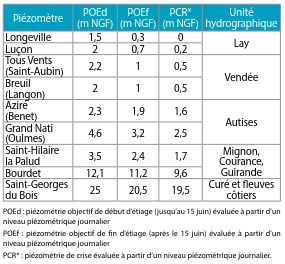 Piézomètre POEd (m NGF) POEf (m NGF) PCR* (m NGF) Unité hydrographique
Longeville 1,5 0,3 0 Lay
Luçon 2 0,7 0,2
Tous Vents (Saint-Aubin) 2,2 1 0,5 Vendée
Breuil (Langon) 2 1 0,5
Aziré (Benet) 2,3 1,9 1,6 Autises
Grand Nati (Oulmes) 4,6 3,2 2,5
Saint-Hilaire la Palud 3,5 2,4 1,7 Mignon, Courance, Guirande
Bourdet 12,1 11,2 9,6
Saint-Georges du Bois 25 20,5 19,5 Curé et fleuves côtiers
POEd : piézométrie objectif de début d'étiage (jusqu'au 15 juin) évaluée à partir d'un
niveau piézométrique journalier
POEf : piézométrie objectif de fin d'étiage (après le 15 juin) évaluée à partir d'un
niveau piézométrique journalier
PCR* : piézométrie de crise évaluée à partir d'un niveau piézométrique journalier.